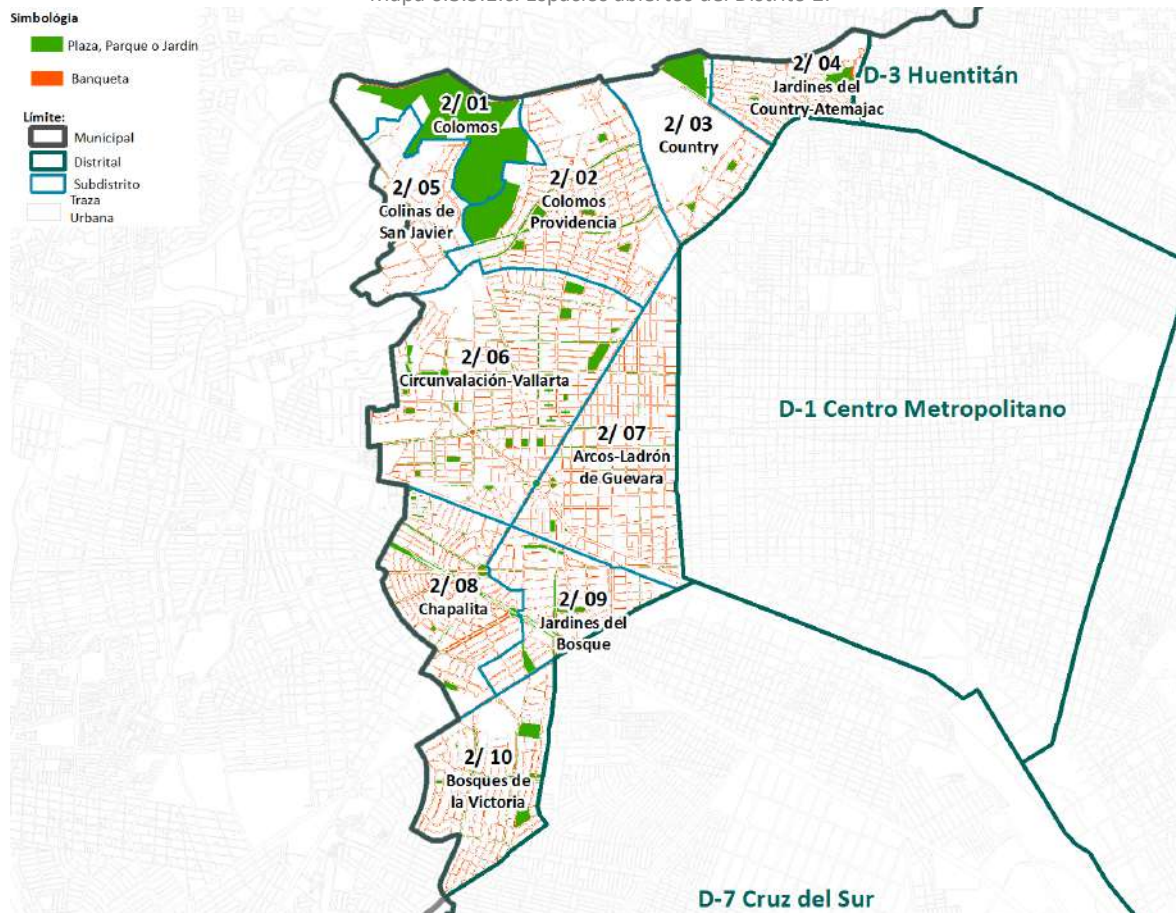 Simbología
Plaza, Parque o Jardín
Banqueta
Límite:
Municipal
Distrital
Subdistrito
Traza
Urbana
2/ 01
Colomos
2/ 02
Colomos
Providencia
2/ 03
Country
2/ 04
Jardines del
Country-Atemajac
D-3 Huentitán
2/ 05
Colinas de
San Javier
2/ 06
Circunvalación-Vallarta
2/ 07
Arcos-Ladrón
de Guevara
D-1 Centro Metropolitano
2/ 08
Chapalita
2/ 09
Jardines del
Bosque
2/ 10
Bosques de
la Victoria
D-7 Cruz del Sur